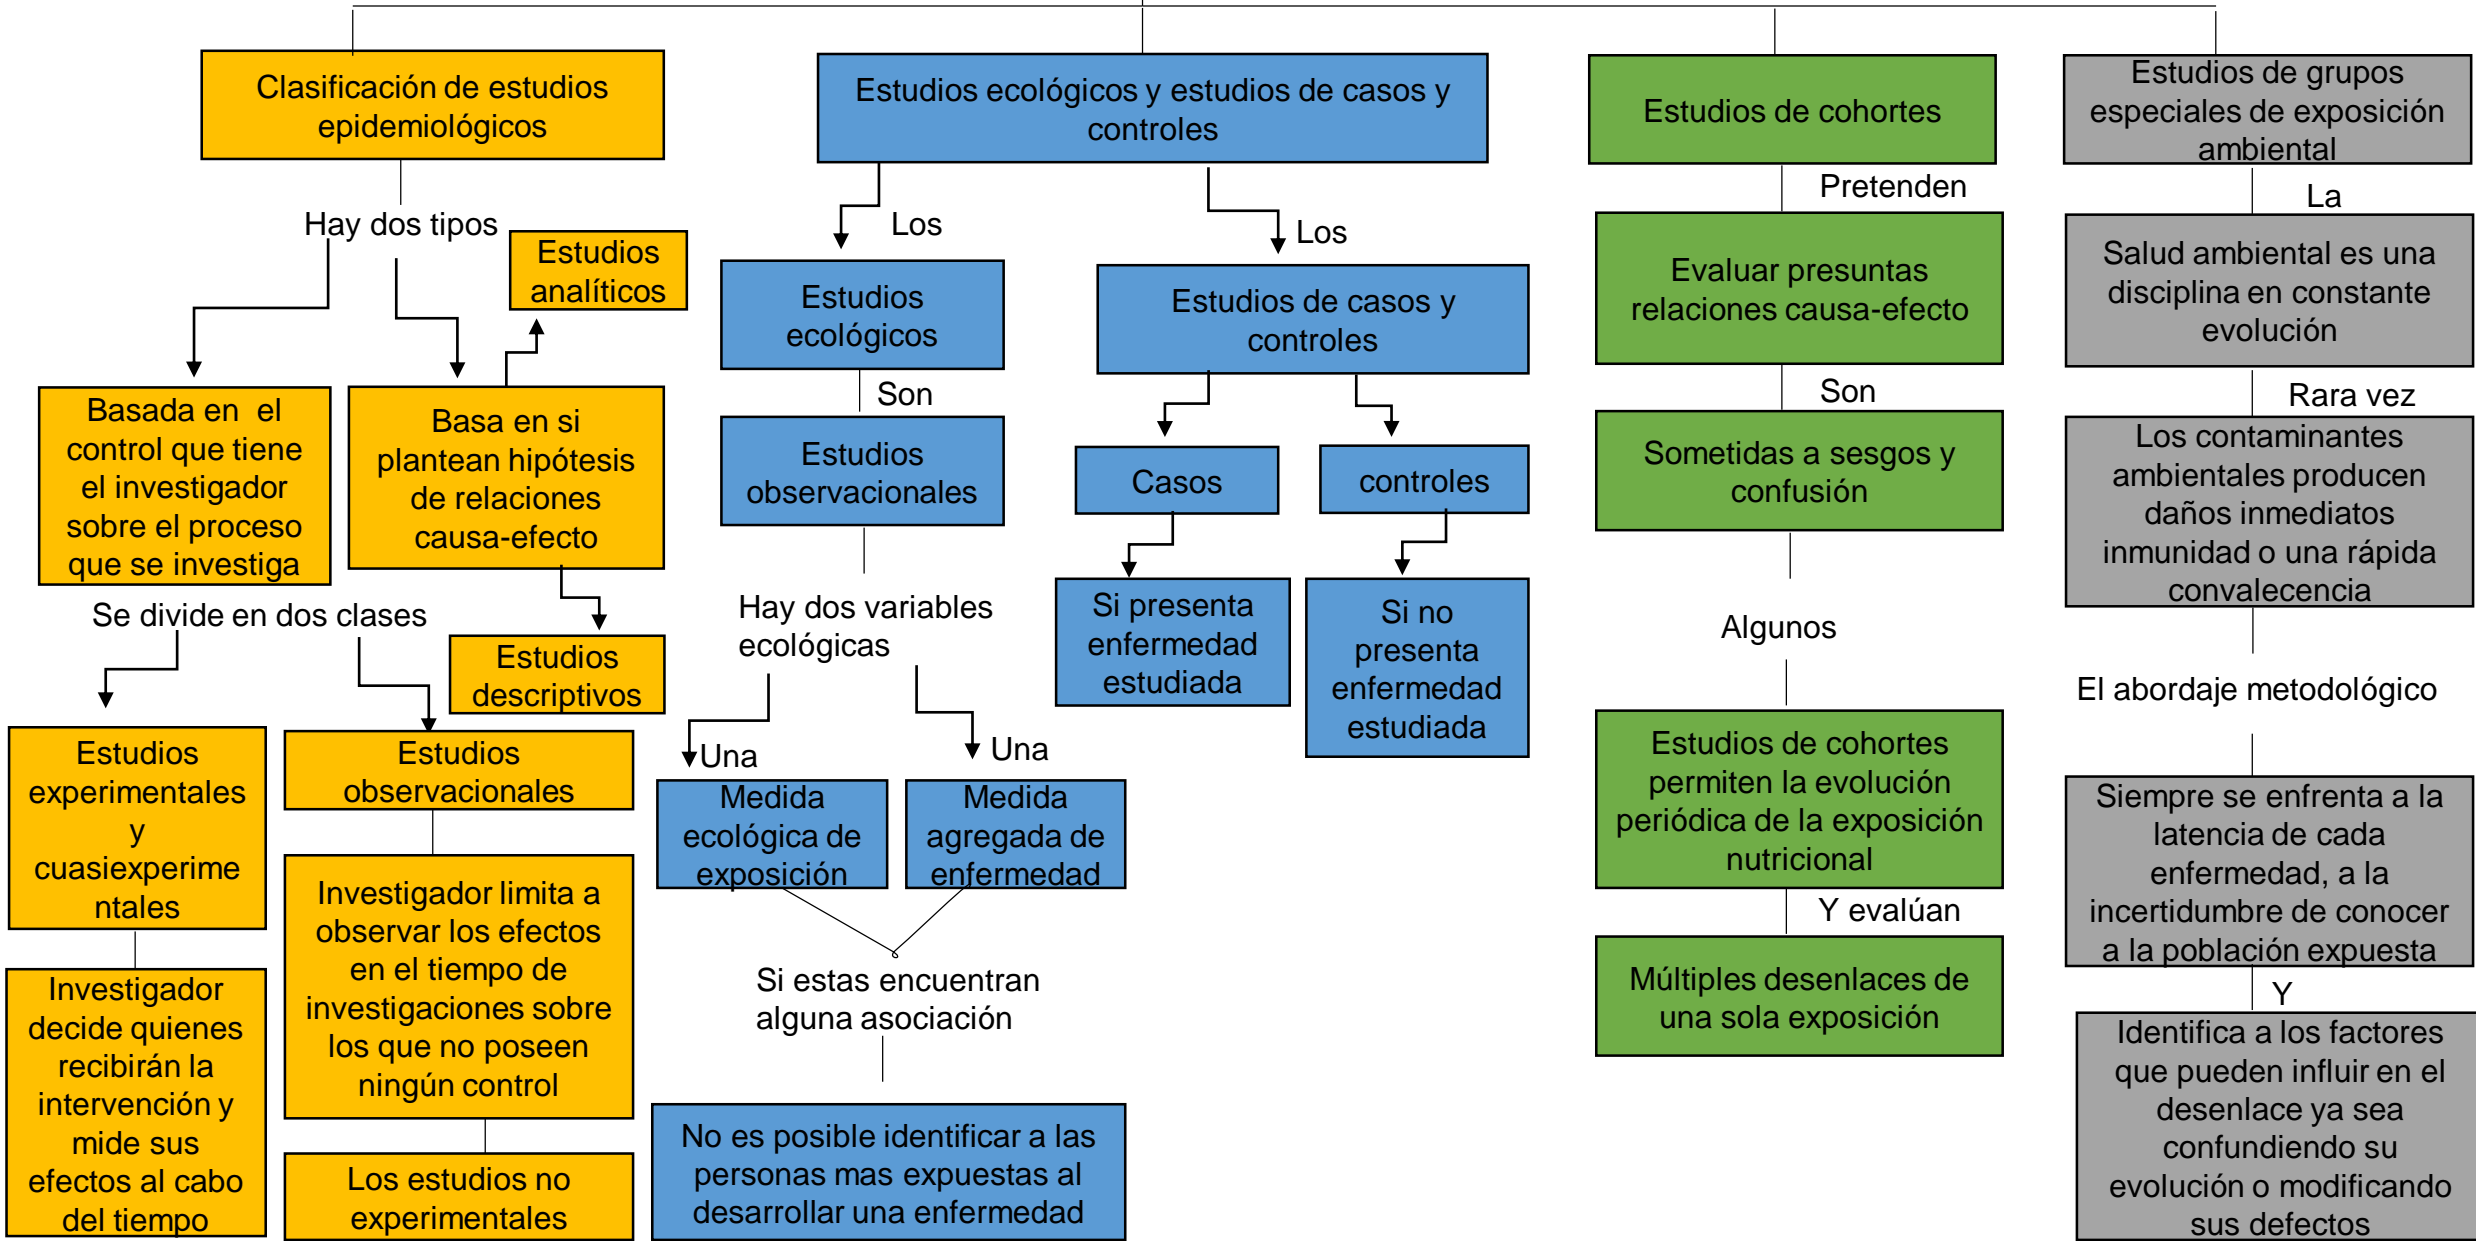 Clasificación de estudios
epidemiológicos
Hay dos tipos
Estudios
analíticos
Basada en el
control que tiene
el investigador
sobre el proceso
que se investiga
Basa en si
plantean hipótesis
de relaciones
causa-efecto
Se divide en dos clases
Estudios
descriptivos
Estudios
experimentales
y
cuasiexperime
ntales
Estudios
observacionales
Investigador
decide quienes
recibirán la
intervención y
mide sus
efectos al cabo
del tiempo
Investigador limita a
observar los efectos
en el tiempo de
investigaciones sobre
los que no poseen
ningún control
Los estudios no
experimentales
Estudios ecológicos y estudios de casos y
controles
Los
Los
Estudios
ecológicos
Son
Estudios
observacionales
Hay dos variables
ecológicas
Una
Una
Medida
ecológica de
exposición
Medida
agregada de
enfermedad
Si estas encuentran
alguna asociación
No es posible identificar a las
personas mas expuestas al
desarrollar una enfermedad
Estudios de casos y
controles
Casos
controles
Si presenta
enfermedad
estudiada
Si no
presenta
enfermedad
estudiada
Estudios de cohortes
Pretenden
Evaluar presuntas
relaciones causa-efecto
Son
Sometidas a sesgos y
confusión
Algunos
Estudios de cohortes
permiten la evolución
periódica de la exposición
nutricional
Y evalúan
Múltiples desenlaces de
una sola exposición
Estudios de grupos
especiales de exposición
ambiental
La
Salud ambiental es una
disciplina en constante
evolución
Rara vez
Los contaminantes
ambientales producen
daños inmediatos
inmunidad o una rápida
convalecencia
El abordaje metodológico
Siempre se enfrenta a la
latencia de cada
enfermedad, a la
incertidumbre de conocer
a la población expuesta
Y
Identifica a los factores
que pueden influir en el
desenlace ya sea
confundiendo su
evolución o modificando
sus defectos